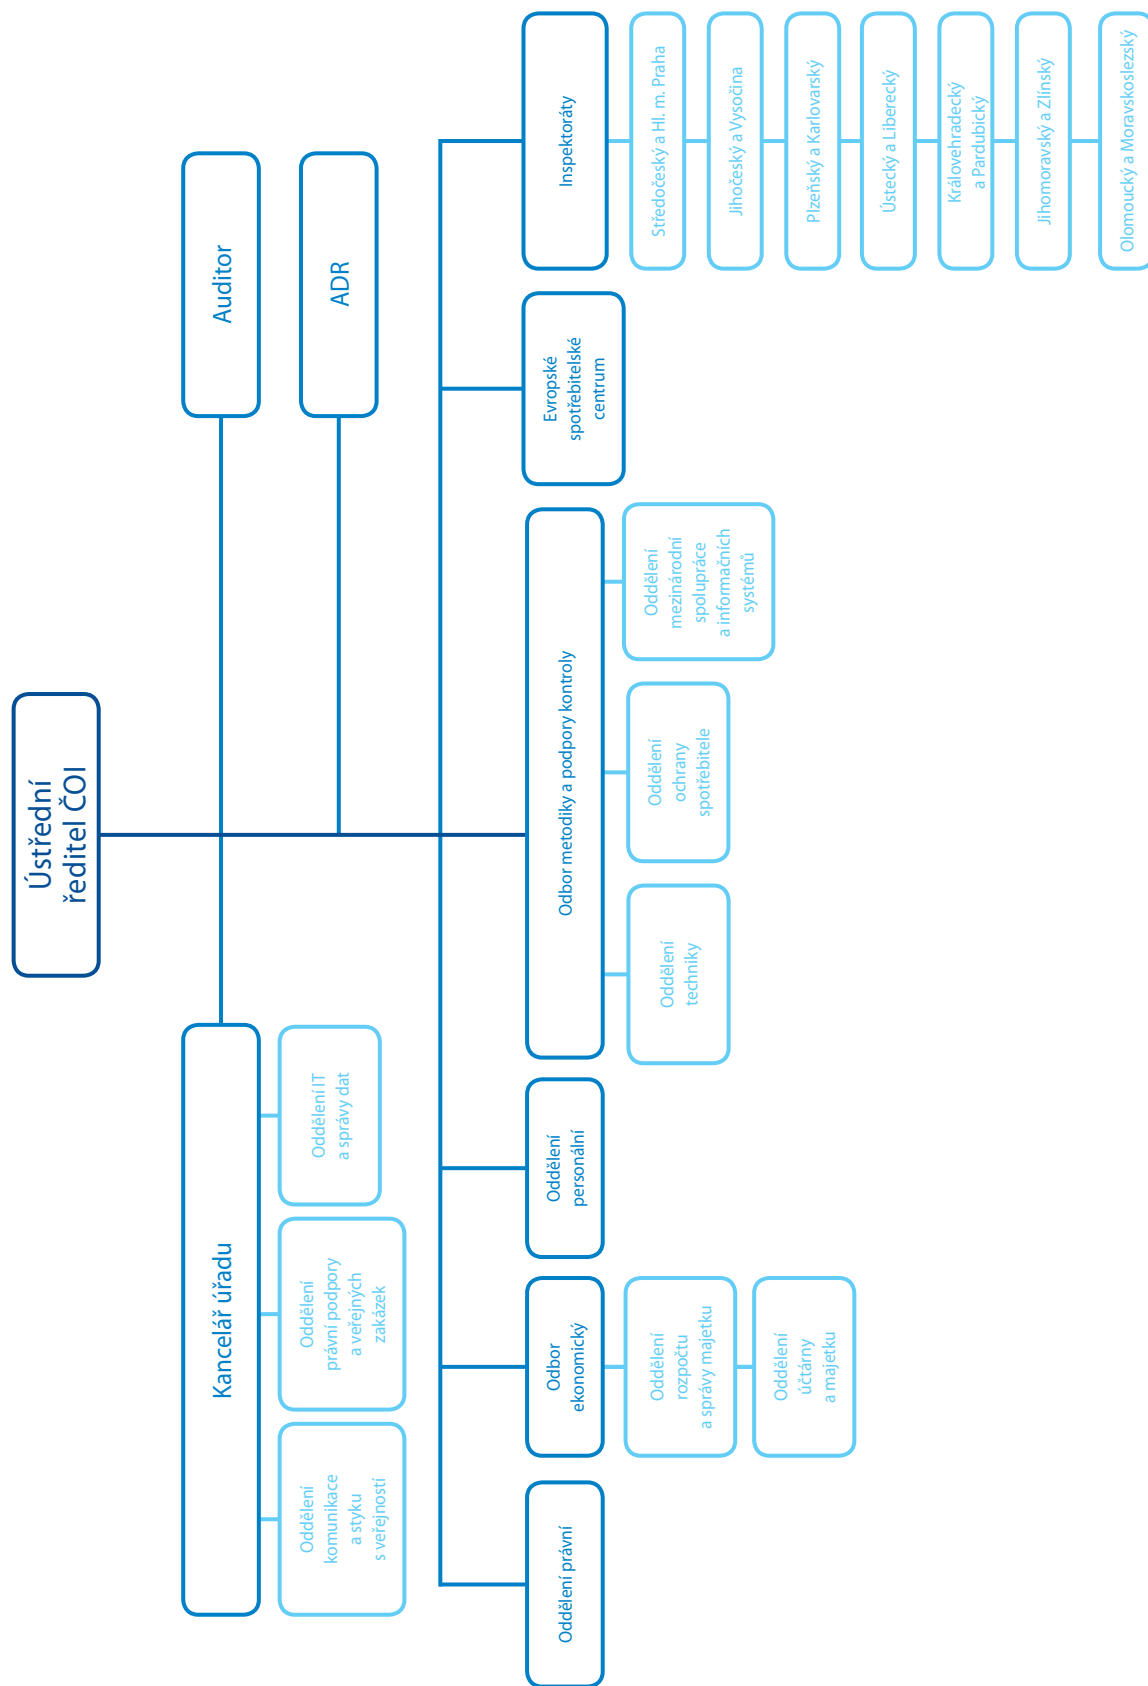 Ústřední
ředitel ČOI
Kancelář úřadu
Auditor
Oddělení
komunikace
a styku
s veřejností
Oddělení
právní podpory
a veřejných
zakázek
Oddělení IT
a správy dat
ADR
Oddělení právní
Odbor
ekonomický
Oddělení
personální
Odbor metodiky a podpory kontroly
Evropské
spotřebitelské
centrum
Inspektoráty
Oddělení
rozpočtu
a správy majetku
Oddělení
účtárny
a majetku
Oddělení
techniky
Oddělení
ochrany
spotřebitele
Oddělení
mezinárodní
spolupráce
a informačních
systémů
Středočeský a Hl. m. Praha
Jihočeský a Vysočina
Plzeňský a Karlovarský
Ústecký a Liberecký
Královehradecký
a Pardubický
Jihomoravský a Zlínský
Olomoucký a Moravskoslezský